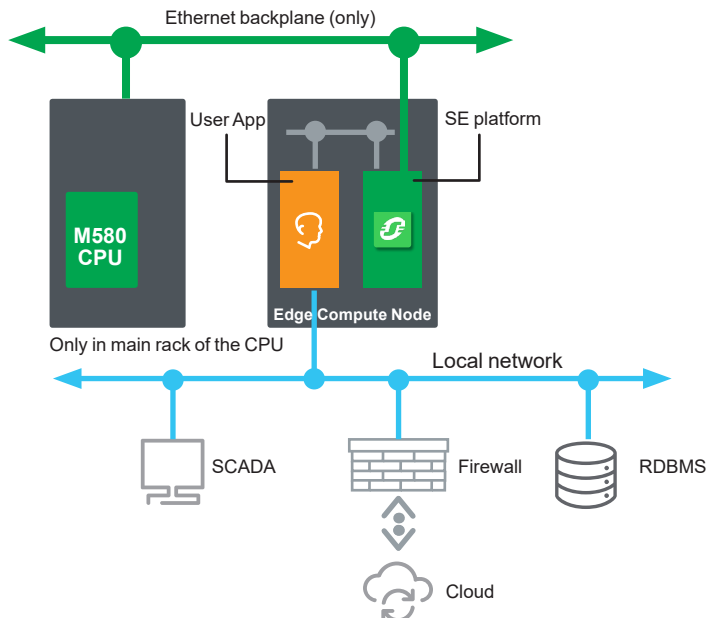 Ethernet backplane (only)
User App
SE platform
M580
CPU
Edge Compute Node
Only in main rack of the CPU
Local network
SCADA
Firewall
RDBMS
Cloud